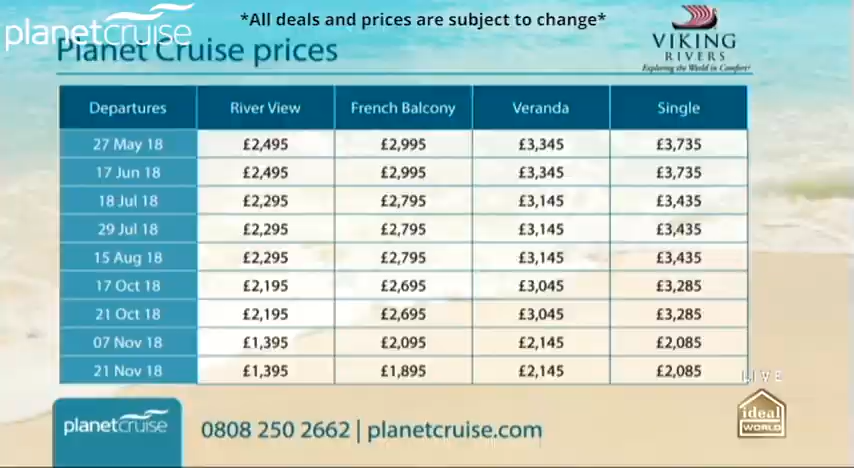 planetcruise
*All deals and prices are subject to change*
Planet Cruise prices
VIKING
RIVERS
Exploring the World in Comfort®
Departures River View French Balcony Veranda Single
27 May 18 £2,495 £2,995 £3,345 £3,735
17 Jun 18 £2,495 £2,995 £3,345 £3,735
18 Jul 18 £2,295 £2,795 £3,145 £3,435
29 Jul 18 £2,295 £2,795 £3,145 £3,435
15 Aug 18 £2,295 £2,795 £3,145 £3,435
17 Oct 18 £2,195 £2,695 £3,045 £3,285
21 Oct 18 £2,195 £2,695 £3,045 £3,285
07 Nov 18 £1,395 £2,095 £2,145 £2,085
21 Nov 18 £1,395 £1,895 £2,145 £2,085
LIVE
planetcruise
0808 250 2662 | planetcruise.com
ideal
WORLD